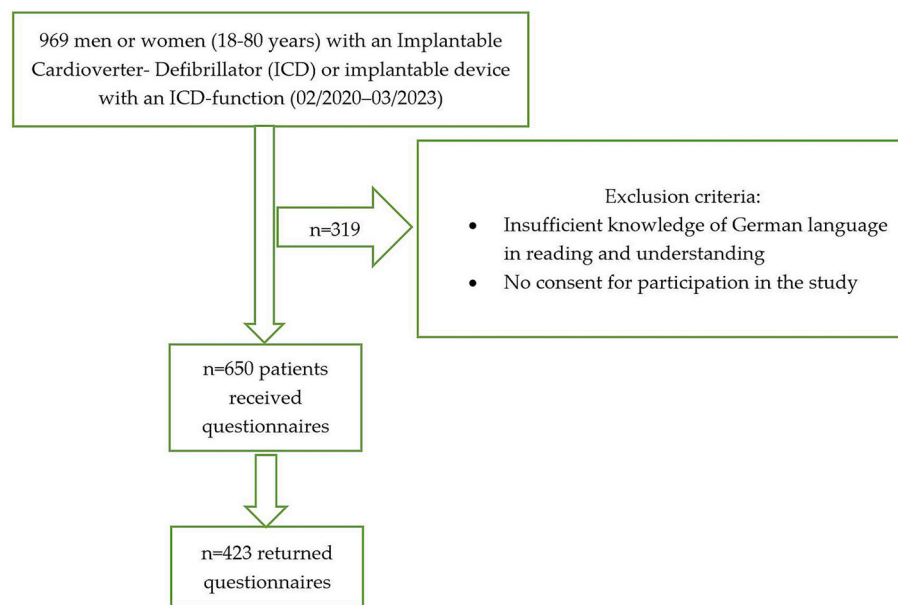 969 men or women (18-80 years) with an Implantable
Cardioverter- Defibrillator (ICD) or implantable device
with an ICD-function (02/2020–03/2023)
n=319
Exclusion criteria:
• Insufficient knowledge of German language
in reading and understanding
• No consent for participation in the study
n=650 patients
received
questionnaires
n=423 returned
questionnaires